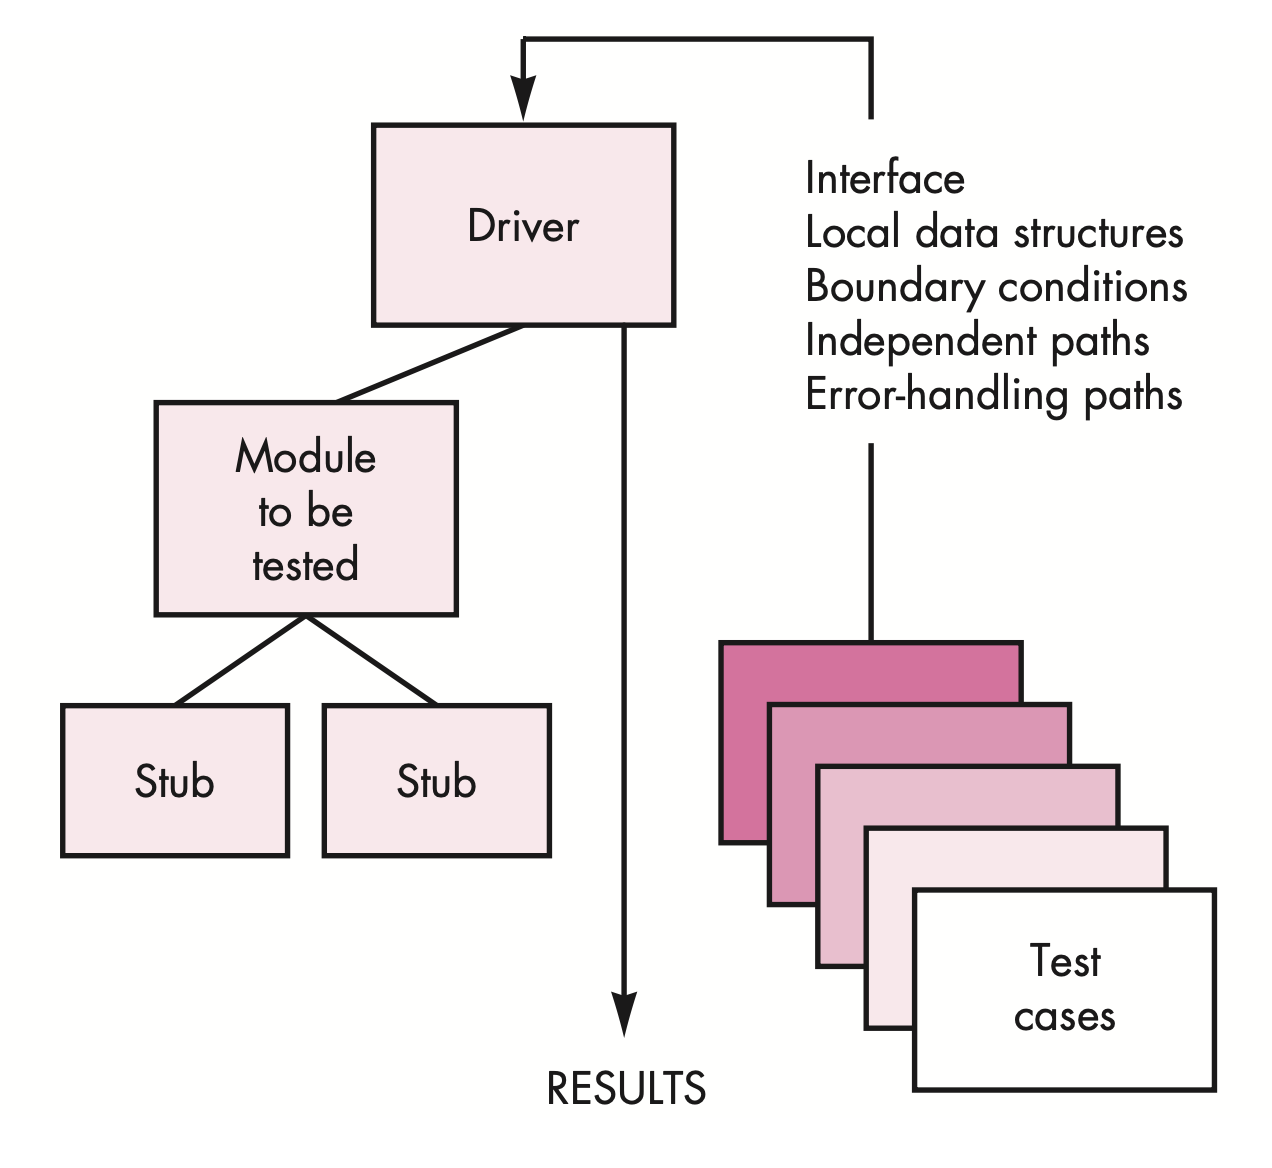 Driver
Interface
Local data structures
Boundary conditions
Independent paths
Error-handling paths
Module
to be
tested
Stub
Stub
Test
cases
RESULTS